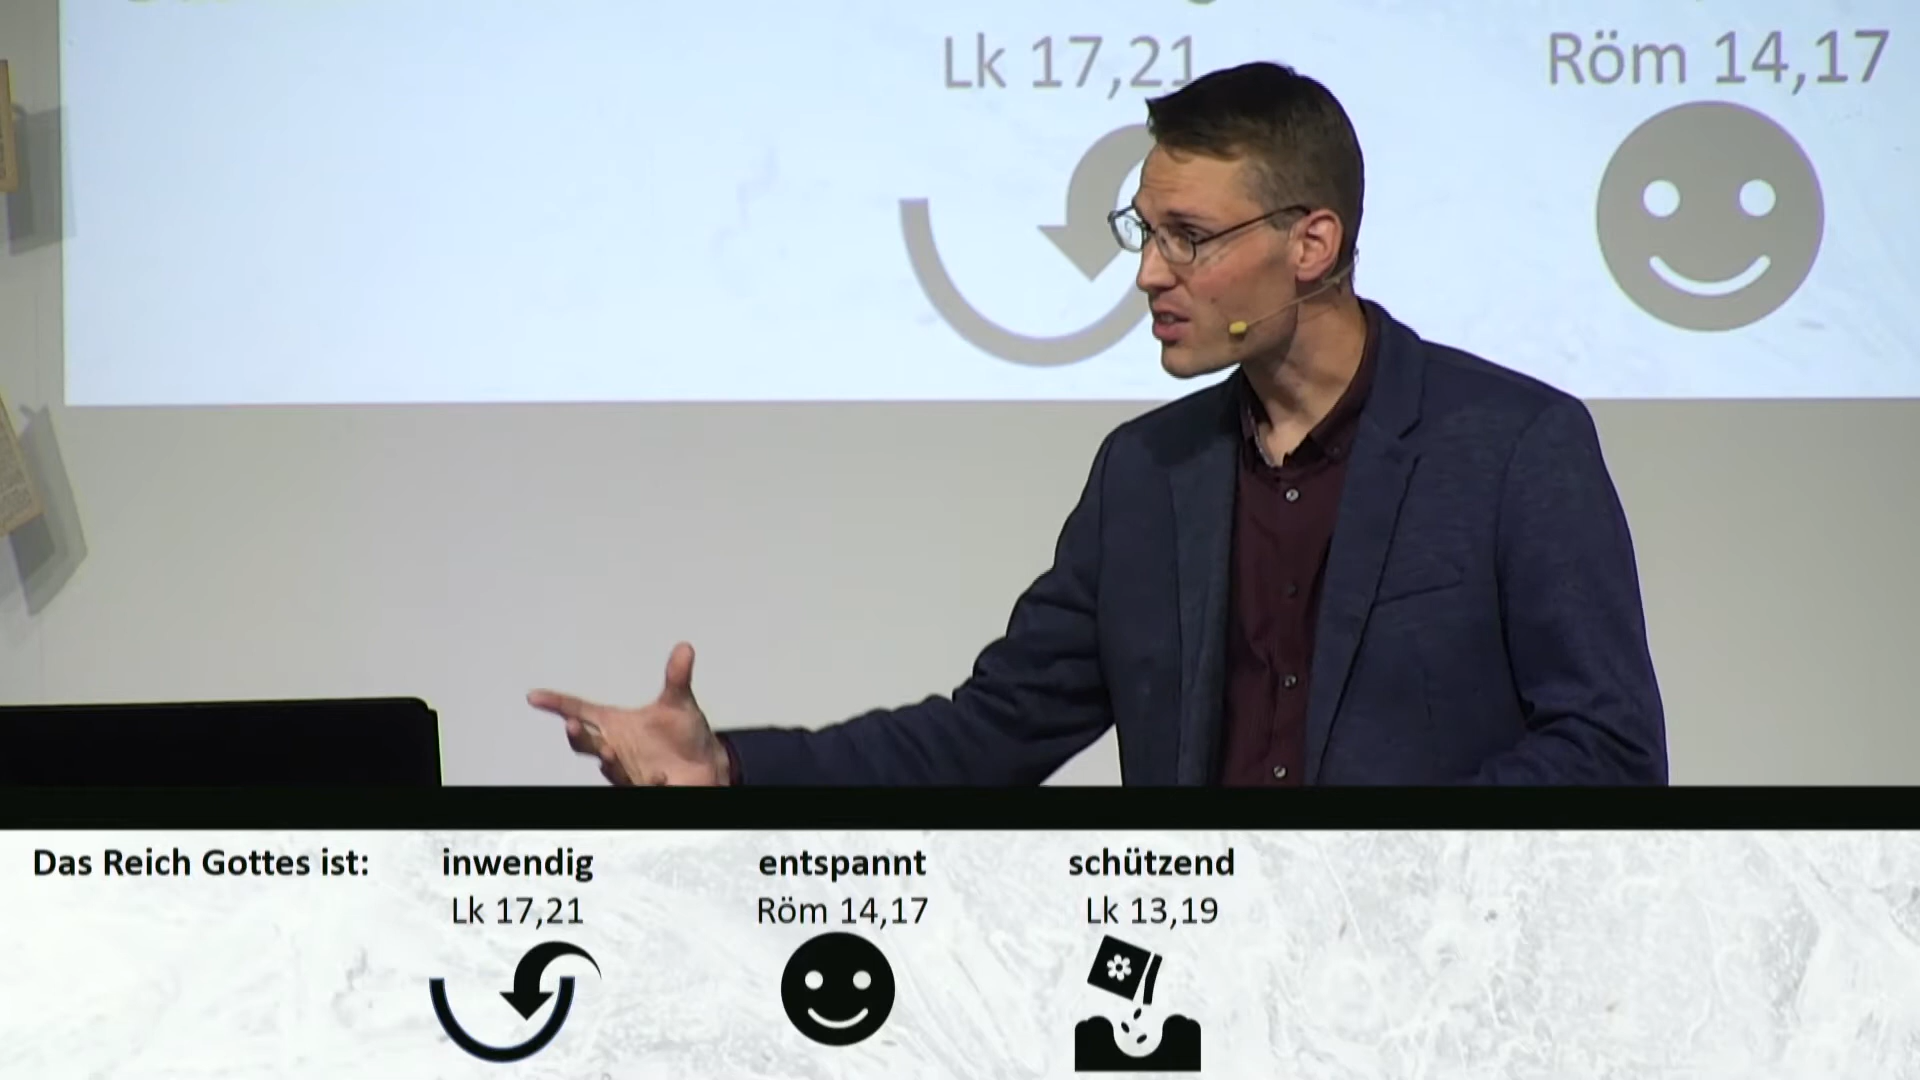 Lk 17,21
Röm 14,17
Das Reich Gottes ist:
inwendig
entspannt
schützend
Lk 17,21
Röm 14,17
Lk 13,19